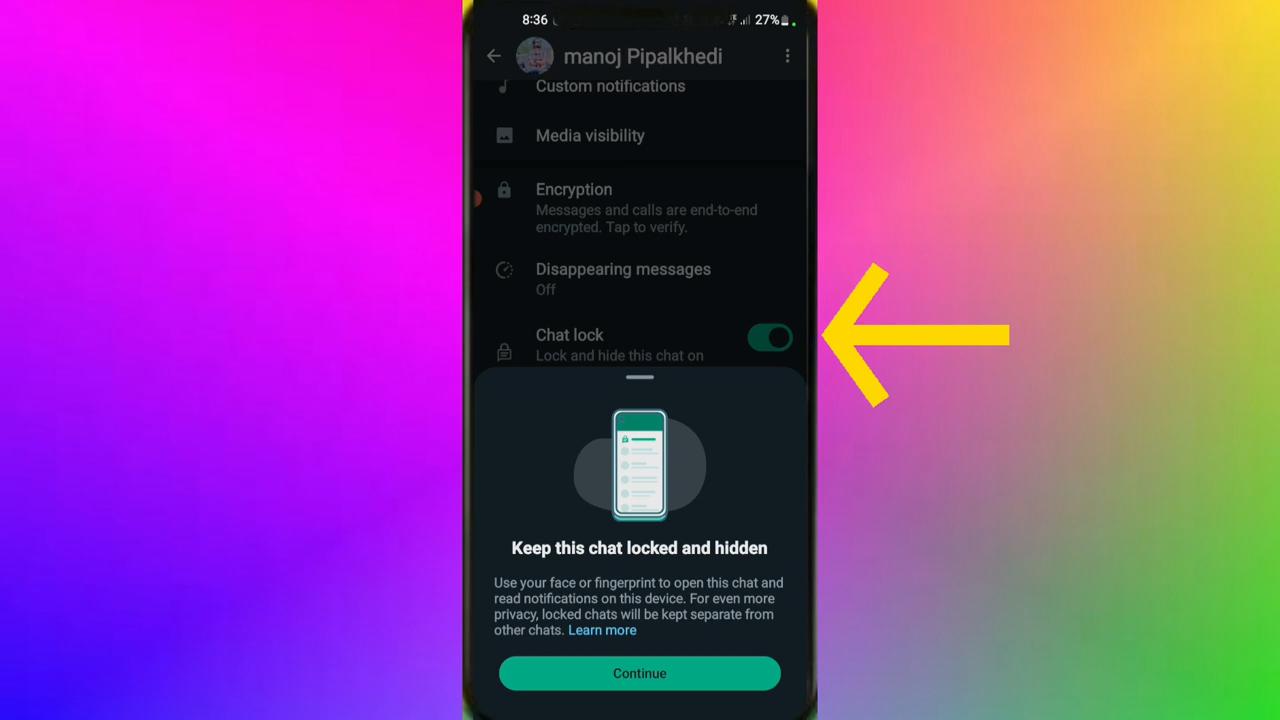 8:36 27%
manoj Pipalkhedi
Custom notifications
Media visibility
Encryption
Messages and calls are end-to-end
encrypted. Tap to verify.
Disappearing messages
Off
Chat lock
Lock and hide this chat on
Keep this chat locked and hidden
Use your face or fingerprint to open this chat and
read notifications on this device. For even more
privacy, locked chats will be kept separate from
other chats. Learn more
Continue